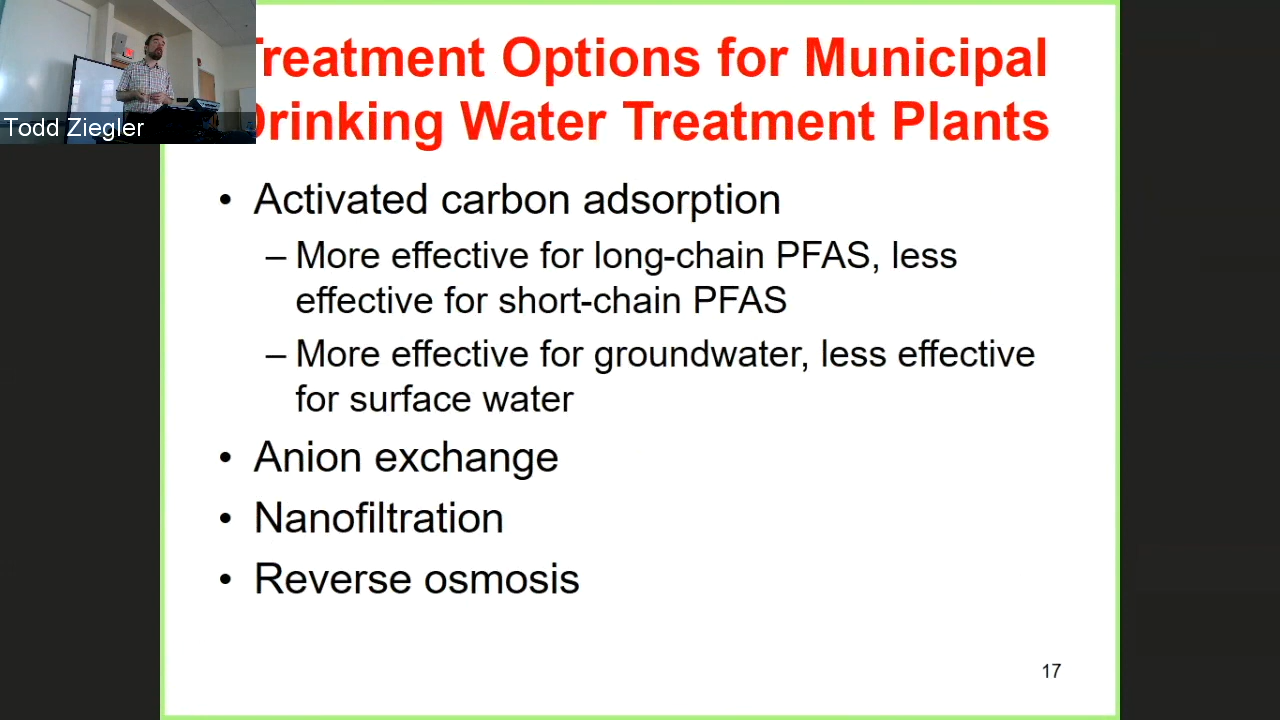 Todd Ziegler
Treatment Options for Municipal
Drinking Water Treatment Plants
• Activated carbon adsorption
– More effective for long-chain PFAS, less
effective for short-chain PFAS
– More effective for groundwater, less effective
for surface water
• Anion exchange
• Nanofiltration
• Reverse osmosis
17